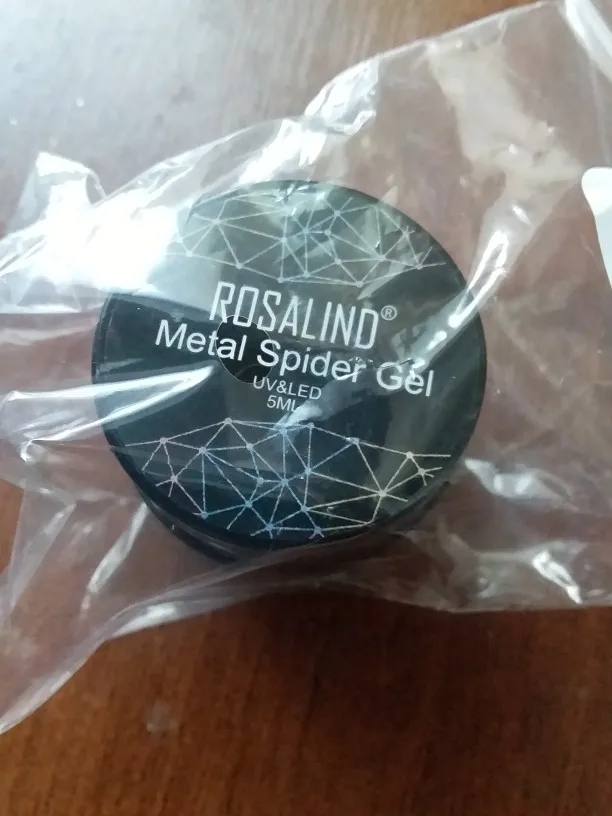 ROSALIND®
Metal Spider Gel
UV&LED
5ML